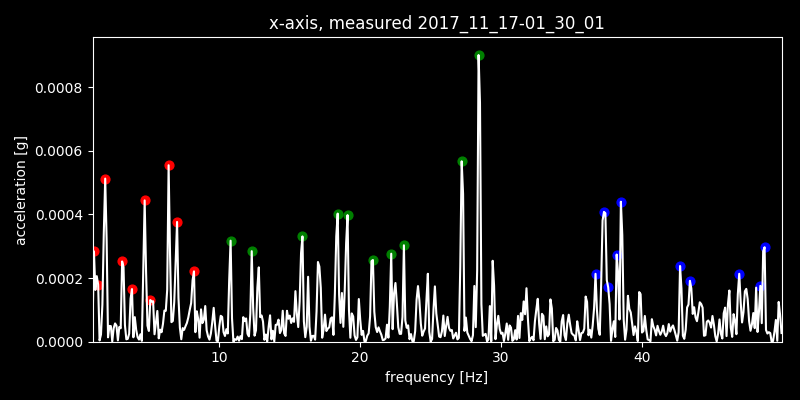 x-axis, measured 2017_11_17-01_30_01
acceleration [g]
0.0008
0.0006
0.0004
0.0002
0.0000
10 20 30 40
frequency [Hz]